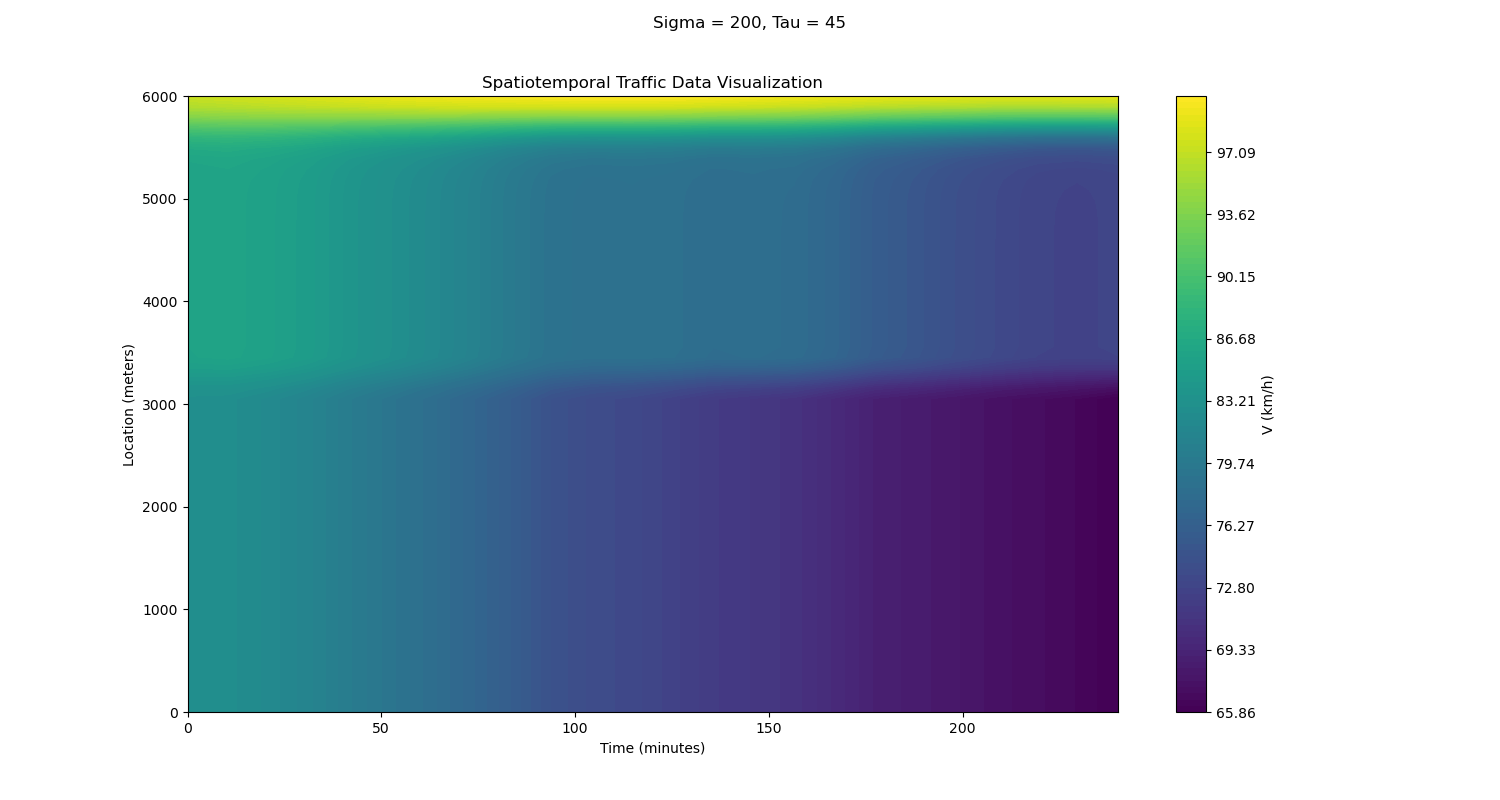 Sigma = 200, Tau = 45
Spatiotemporal Traffic Data Visualization
6000
5000
4000
3000
2000
1000
0
Location (meters)
0 50 100 150 200
Time (minutes)
97.09
93.62
90.15
86.68
83.21
79.74
76.27
72.80
69.33
65.86
V (km/h)